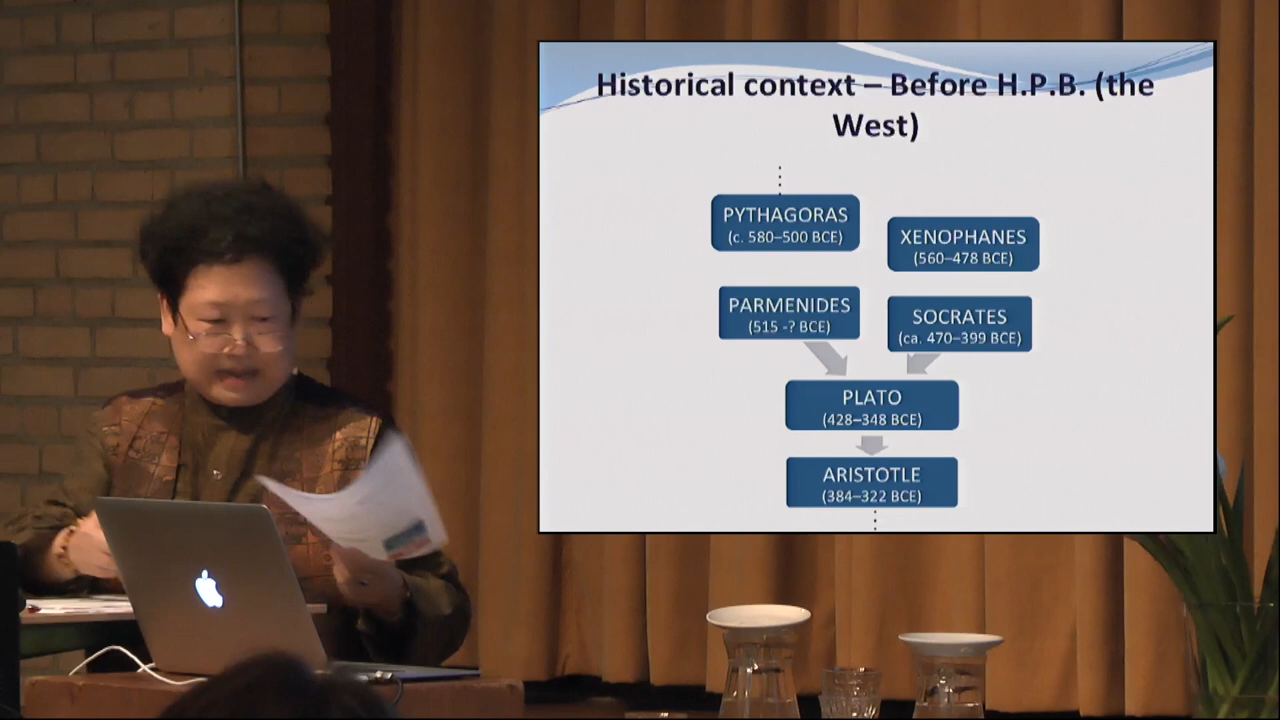 Historical context – Before H.P.B. (the
West)
PYTHAGORAS
(c. 580–500 BCE)
XENOPHANES
(560–478 BCE)
PARMENIDES
(515 -? BCE)
SOCRATES
(ca. 470–399 BCE)
PLATO
(428–348 BCE)
ARISTOTLE
(384–322 BCE)